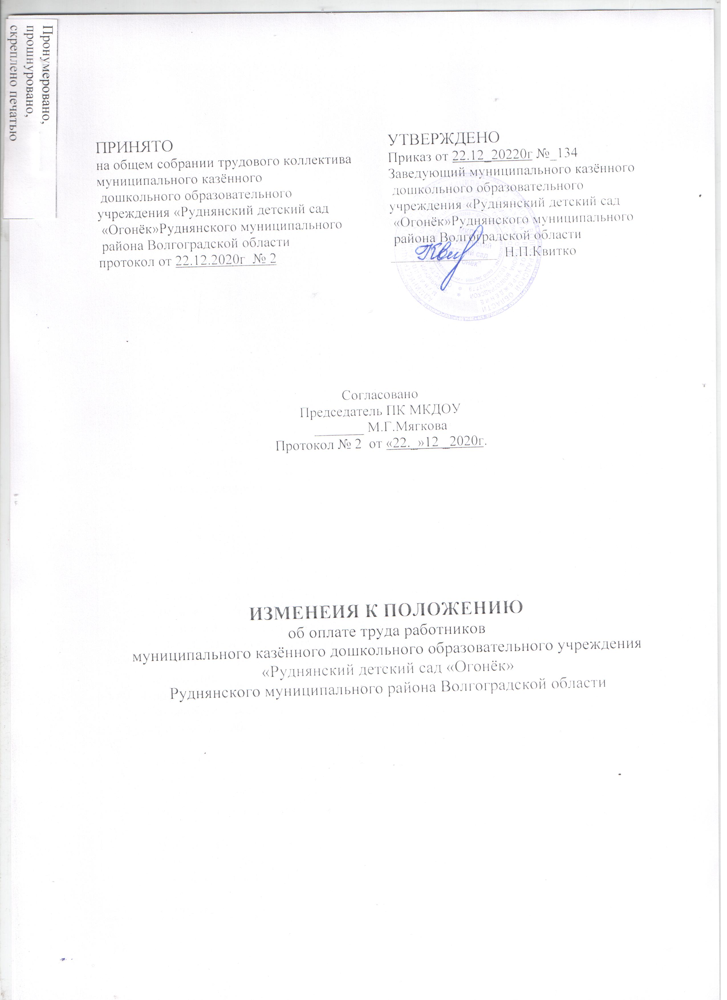 Пронумеровано,
прошнуровано,
скреплено печатью
ПРИНЯТО
на общем собрании трудового коллектива
муниципального казённого
дошкольного образовательного
учреждения «Руднянский детский сад
«Огонёк»Руднянского муниципального
района Волгоградской области
протокол от 22.12.2020г № 2
УТВЕРЖДЕНО
Приказ от 22.12_20220г №_134
Заведующий муниципального казённого
дошкольного образовательного
учреждения «Руднянский детский сад
«Огонёк»Руднянского муниципального
района Волгоградской области
Н.П.Квитко
Согласовано
Председатель ПК МКДОУ
_______ М.Г.Мягкова
Протокол № 2 от «22._»12 _2020г.
ИЗМЕНЕИЯ К ПОЛОЖЕНИЮ
об оплате труда работников
муниципального казённого дошкольного образовательного учреждения
«Руднянский детский сад «Огонёк»
Руднянского муниципального района Волгоградской области